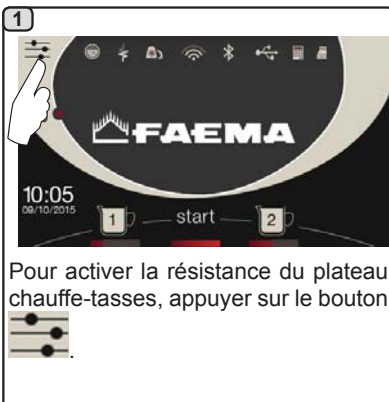 1
FAEMA
10:05
09/10/2015
1 start 2
Pour activer la résistance du plateau
chauffe-tasses, appuyer sur le bouton
.